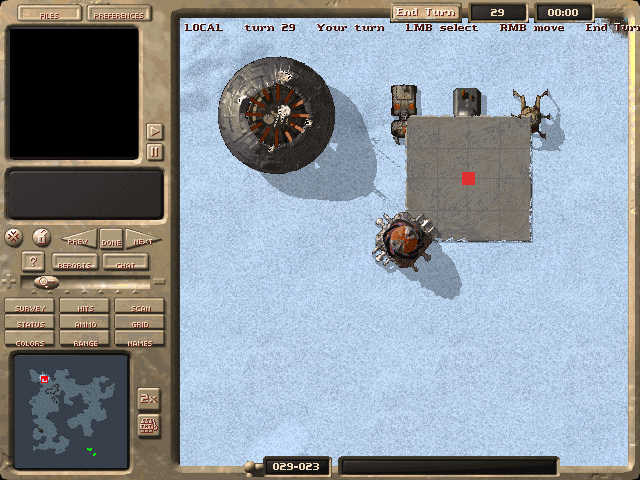 FILES PREFERENCES End Turn 29 00:00
LOCAL turn 29 Your turn LMB select RMB move End Turn
PREV DONE NEXT
? REPORTS CHAT
SURVEY HITS SCAN
STATUS AMMO GRID
COLORS RANGE NAMES
2x
029-023